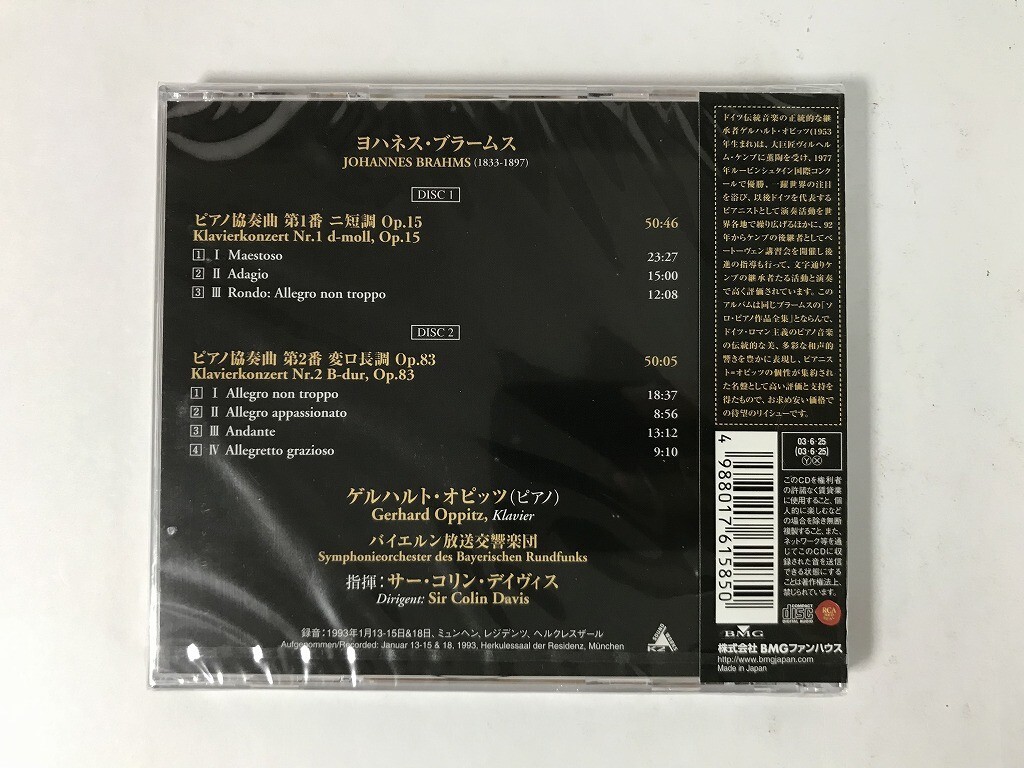 ヨハネス・ブラームス
JOHANNES BRAHMS (1833-1897)
DISC 1
ピアノ協奏曲 第1番 ニ短調 Op.15 50:46
Klavierkonzert Nr.1 d-moll, Op.15
1 I Maestoso 23:27
2 II Adagio 15:00
3 III Rondo: Allegro non troppo 12:08
DISC 2
ピアノ協奏曲 第2番 変ロ長調 Op.83 50:05
Klavierkonzert Nr.2 B-dur, Op.83
1 I Allegro non troppo 18:37
2 II Allegro appassionato 8:56
3 III Andante 13:12
4 IV Allegretto grazioso 9:10
ゲルハルト・オピッツ(ピアノ)
Gerhard Oppitz, Klavier
バイエルン放送交響楽団
Symphonieorchester des Bayerischen Rundfunks
指揮:サー・コリン・デイヴィス
Dirigent: Sir Colin Davis
録音:1993年1月13-15日&18日、ミュンヘン、レジデンツ、ヘルクレスザール
Aufgenommen/Recorded: Januar 13-15 & 18, 1993, Herkulessaal der Residenz, München
ドイツ伝統音楽の正統的な継
承者ゲルハルト・オピッツ(1953
年生まれ)は、大巨匠ヴィルヘル
ム・ケンプに薫陶を受け、1977
年ルービンシュタイン国際コンク
ールで優勝、一躍世界の注目
を浴び、以後ドイツを代表する
ピアニストとして演奏活動を世
界各地で繰り広げるほかに、92
年からケンプの後継者としてベ
ートーヴェン講習会を開催し後
進の指導も行って、文字通りケ
ンプの継承者たる活動と演奏
で高く評価されています。この
アルバムは同じブラームスの「ソ
ロ・ピアノ作品全集」とならんで、
ドイツ・ロマン主義のピアノ音楽
の伝統的な美、多彩な和声的
響きを豊かに表現し、ピアニス
ト=オピッツの個性が集約され
た名盤として高い評価と支持を
得たもので、お求め安い価格で
の待望のリイシューです。
4 988017 615850
03・6・25
(03・6・25)
Ⓨ Ⓧ
このCDを権利者
の許諾なく賃貸業
に使用すること、個
人的に楽しむなど
の場合を除き無断
複製すること、また、
ネットワーク等を通
じてこのCDに収
録された音を送信
できる状態にする
ことは著作権法上、
禁じられています。
COMPACT
disc
DIGITAL AUDIO
RCA
BMG
株式会社 BMGファンハウス
http://www.bmgjapan.com
Made in Japan